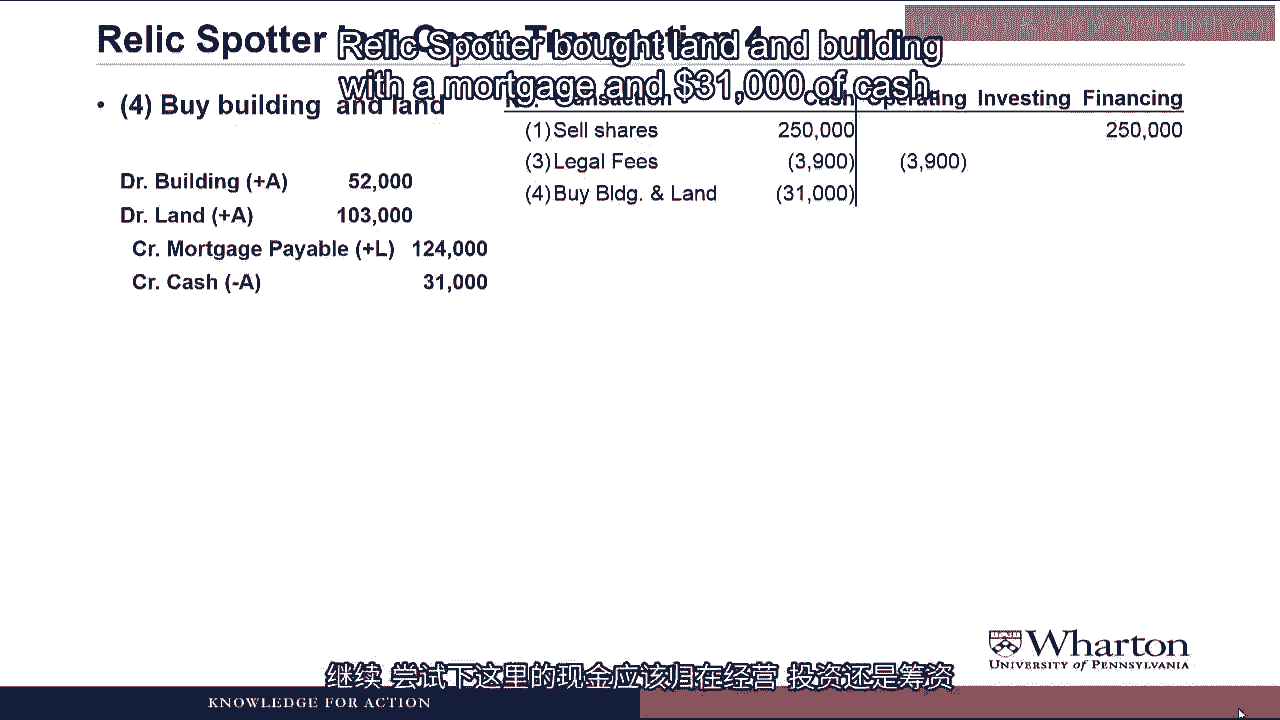 Relic Spotter
Relic Spotter bought land and building
with a mortgage and $31,000 of cash.
• (4) Buy building and land
Transaction Cash Operating Investing Financing
(1) Sell shares 250,000 250,000
(3) Legal Fees (3,900) (3,900)
(4) Buy Bldg. & Land (31,000)
Dr. Building (+A) 52,000
Dr. Land (+A) 103,000
Cr. Mortgage Payable (+L) 124,000
Cr. Cash (-A) 31,000
Wharton
UNIVERSITY of PENNSYLVANIA
继续 尝试下这里的现金应该归在经营 投资还是筹资
KNOWLEDGE FOR ACTION